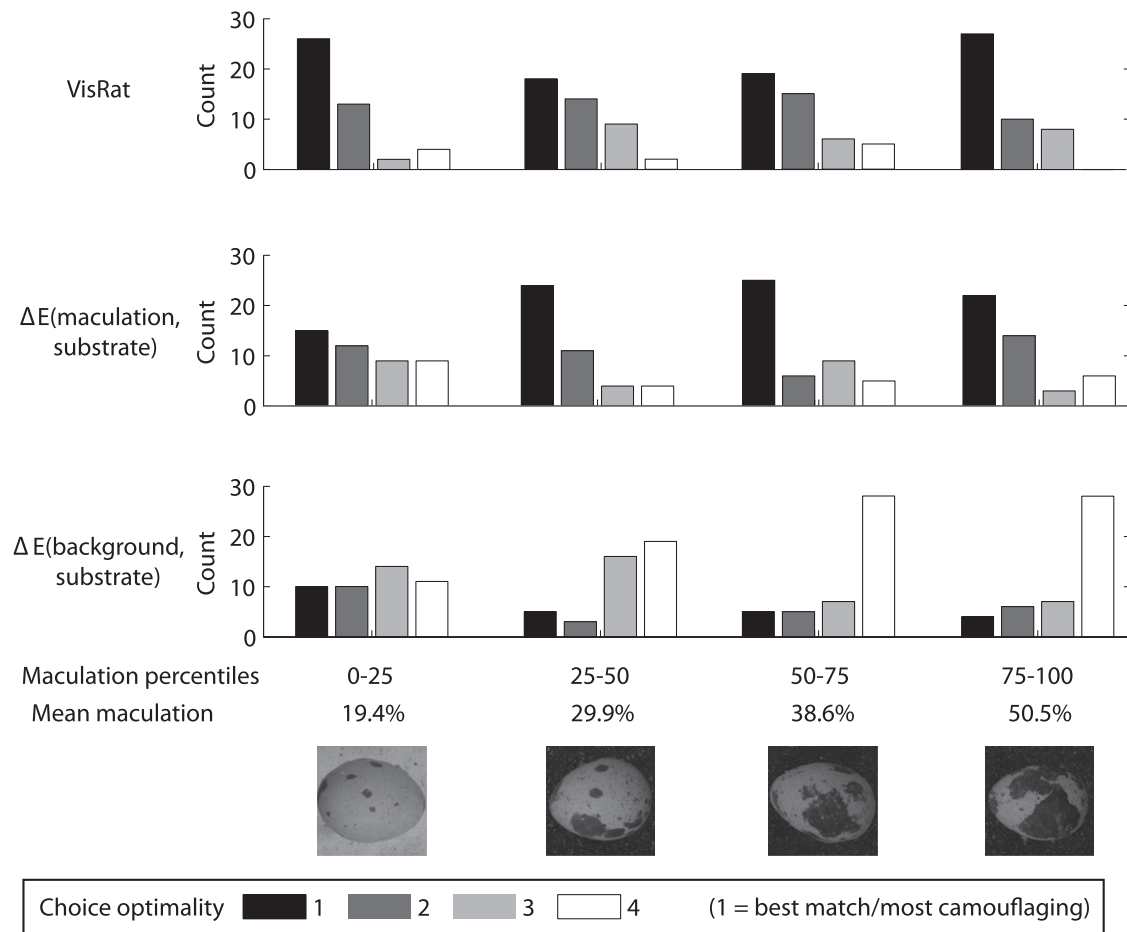 30
VisRat
Count
20
10
0
30
ΔE(maculation,
substrate)
Count
20
10
0
30
Δ E(background,
substrate)
Count
20
10
0
Maculation percentiles 0-25 25-50 50-75 75-100
Mean maculation 19.4% 29.9% 38.6% 50.5%
Choice optimality 1 2 3 4 (1 = best match/most camouflaging)